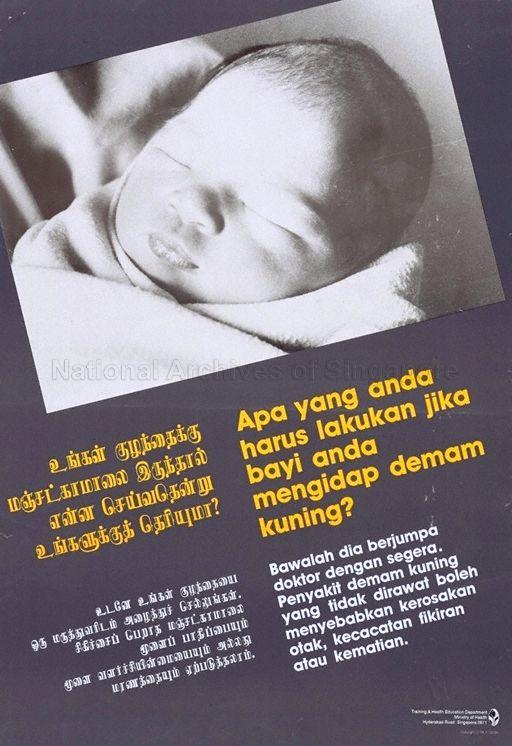 National Archives of Singapore
உங்கள் குழந்தைக்கு
மஞ்சட்காமாலை இருந்தால்
என்ன செய்வதென்று
உங்களுக்குத் தெரியுமா?
உடனே உங்கள் குழந்தையை
ஒரு மருத்துவரிடம் அழைத்துச் செல்லுங்கள்.
சிகிச்சைப் பெறாத மஞ்சட்காமாலை
மூளைப் பாதிப்பையும்
மூளை வளர்ச்சியின்மையையும் அல்லது
மரணத்தையும் ஏற்படுத்தலாம்.
Apa yang anda
harus lakukan jika
bayi anda
mengidap demam
kuning?
Bawalah dia berjumpa
doktor dengan segera.
Penyakit demam kuning
yang tidak dirawat boleh
menyebabkan kerosakan
otak, kecacatan fikiran
atau kematian.
Training & Health Education Department
Ministry of Health
Hyderabad Road Singapore 0511